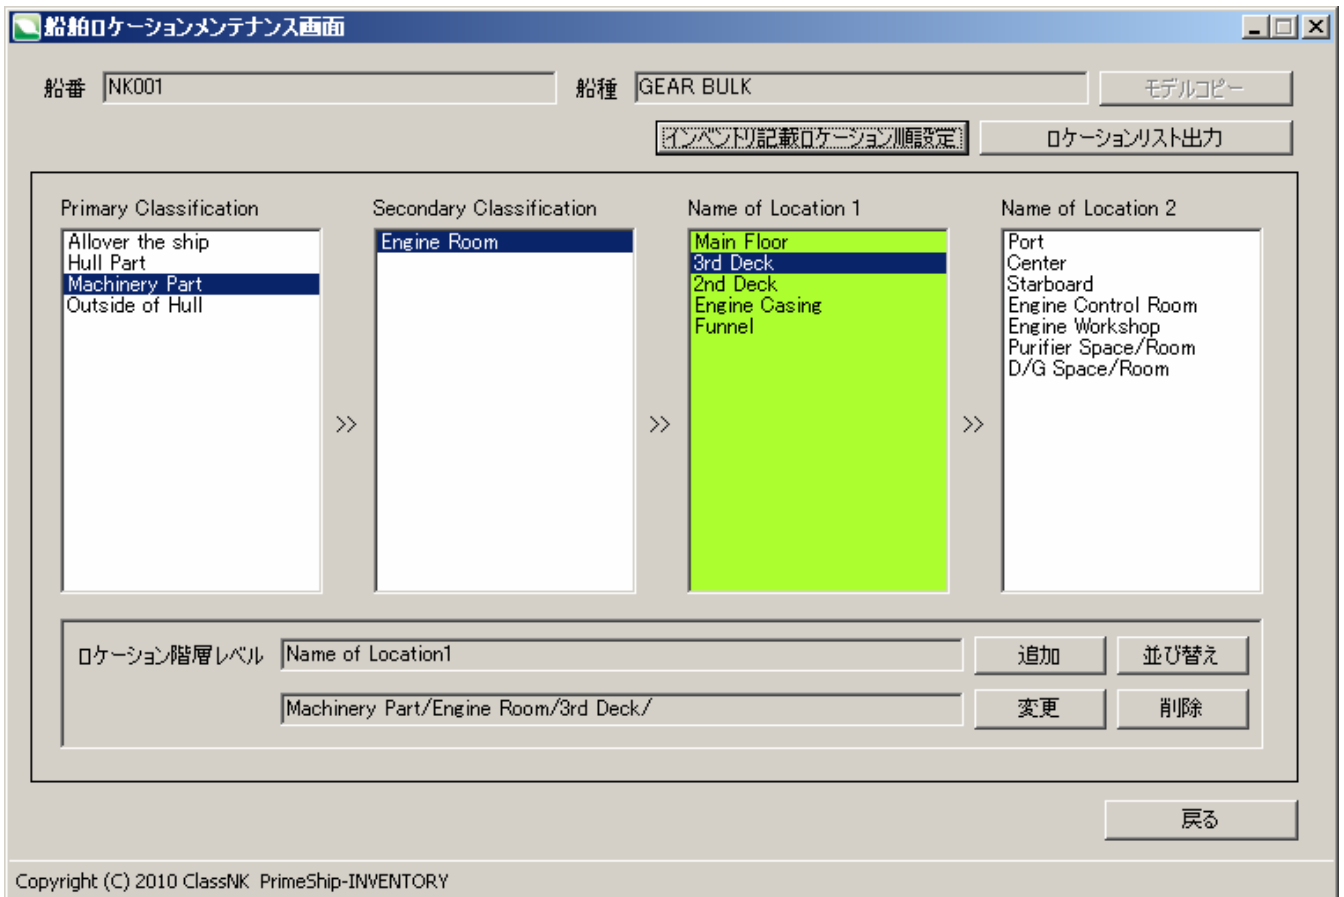 船舶ロケーションメンテナンス画面
船番 NK001 船種 GEAR BULK モデルコピー
インベントリ記載ロケーション順設定 ロケーションリスト出力
Primary Classification Secondary Classification Name of Location 1 Name of Location 2
Allover the ship Engine Room Main Floor Port
Hull Part 3rd Deck Center
Machinery Part 2nd Deck Starboard
Outside of Hull Engine Casing Engine Control Room
Funnel Engine Workshop
Purifier Space/Room
D/G Space/Room
>> >> >>
ロケーション階層レベル Name of Location1 追加 並び替え
Machinery Part/Engine Room/3rd Deck/ 変更 削除
戻る
Copyright (C) 2010 ClassNK PrimeShip-INVENTORY